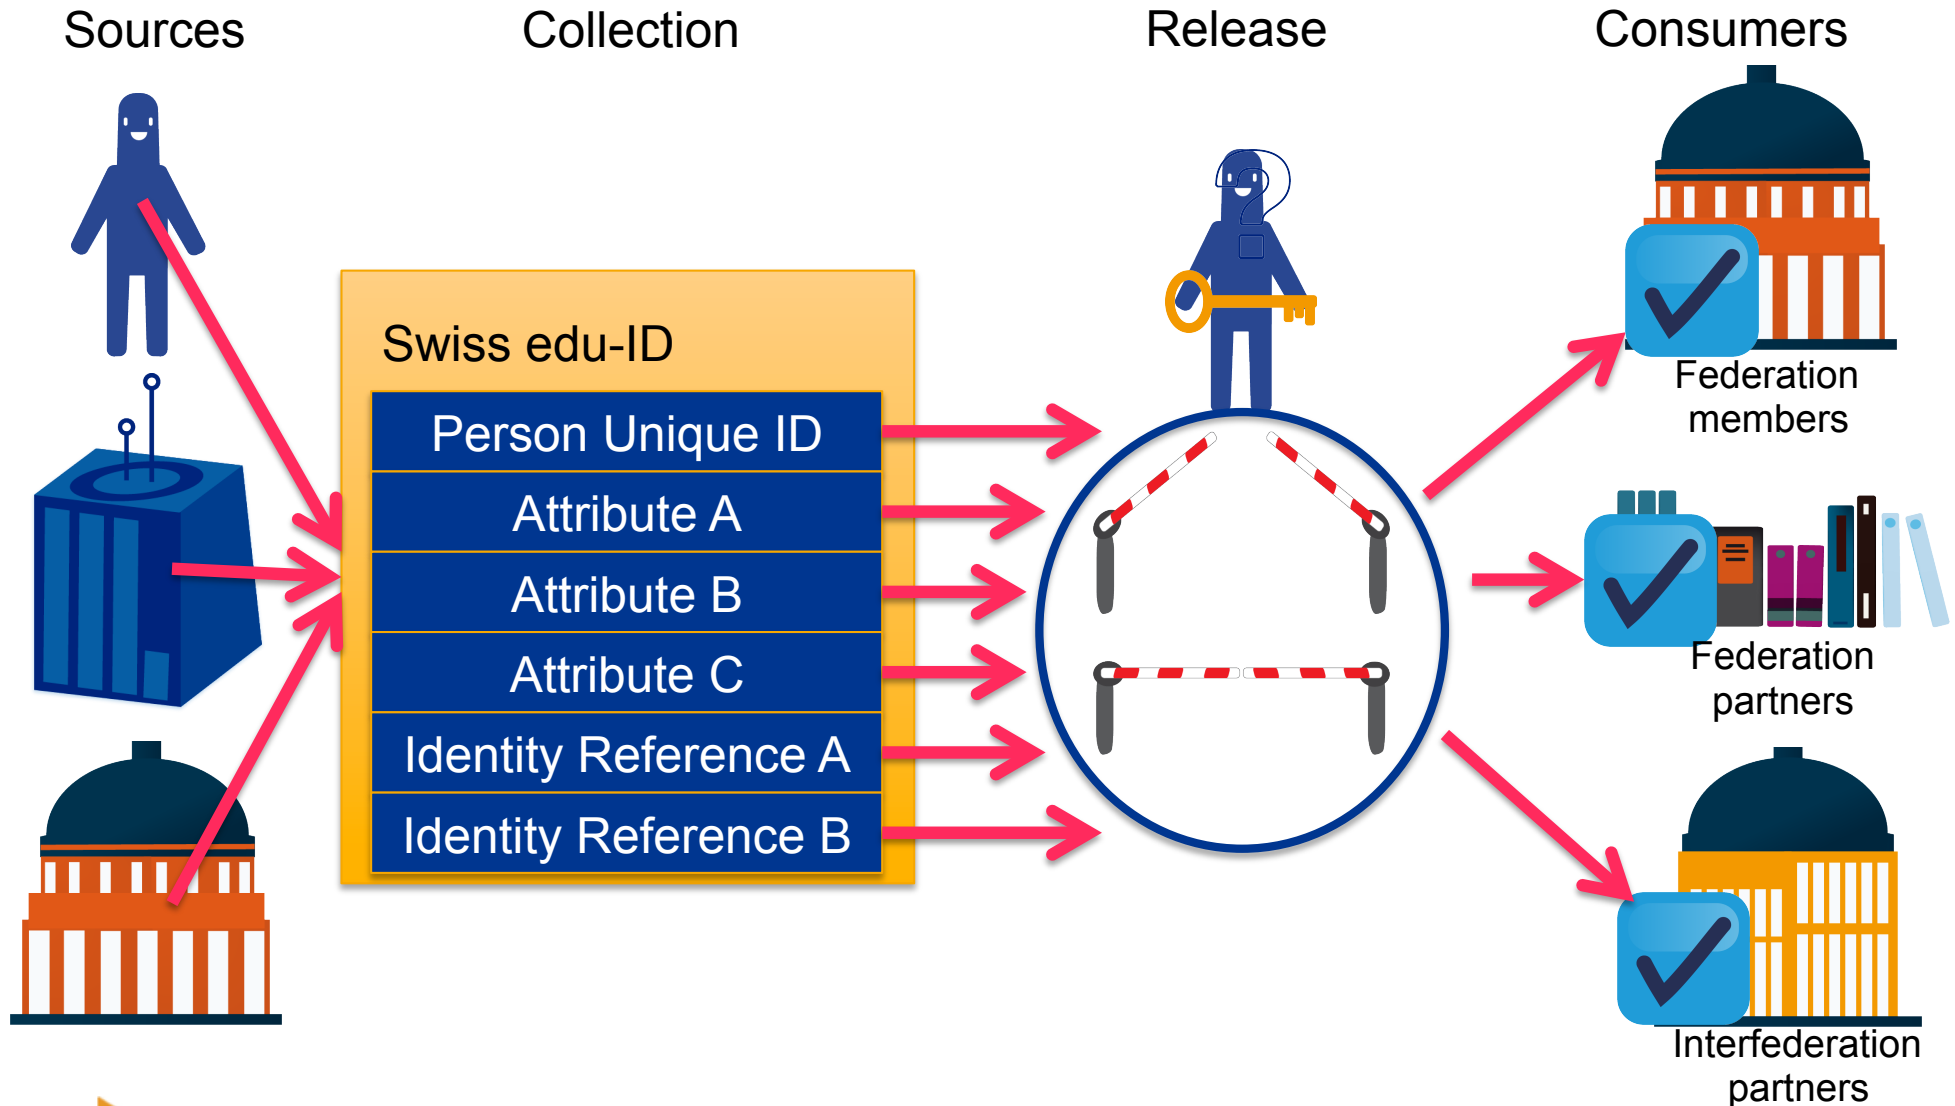 Sources
Collection
Release
Consumers
Swiss edu-ID
Person Unique ID
Attribute A
Attribute B
Attribute C
Identity Reference A
Identity Reference B
?
Federation
members
Federation
partners
Interfederation
partners